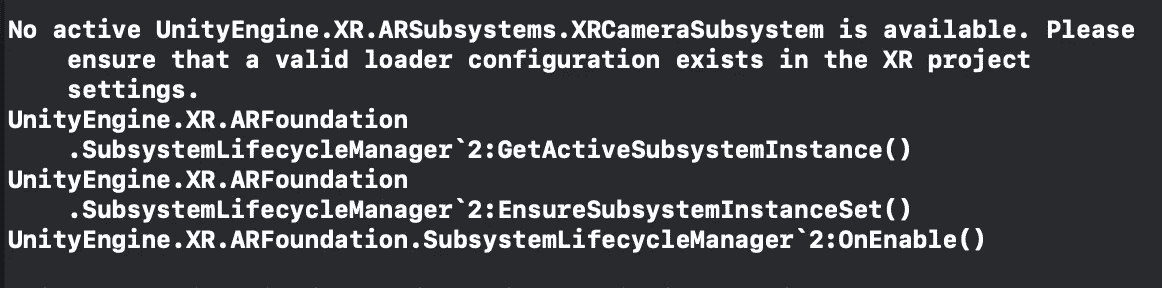 No active UnityEngine.XR.ARSubsystems.XRCameraSubsystem is available. Please
ensure that a valid loader configuration exists in the XR project
settings.
UnityEngine.XR.ARFoundation
.SubsystemLifecycleManager`2:GetActiveSubsystemInstance()
UnityEngine.XR.ARFoundation
.SubsystemLifecycleManager`2:EnsureSubsystemInstanceSet()
UnityEngine.XR.ARFoundation.SubsystemLifecycleManager`2:OnEnable()